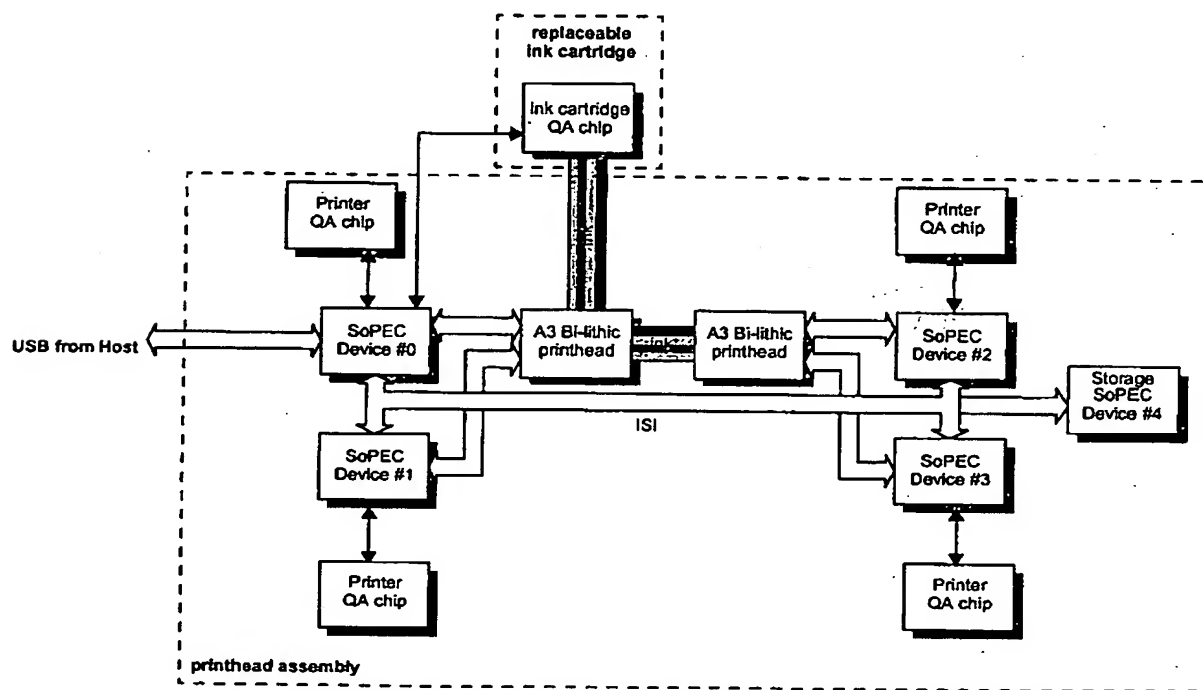 replaceable
ink cartridge
Ink cartridge
QA chip
Printer
QA chip
Printer
QA chip
ink
SoPEC
Device #0
A3 Bi-lithic
printhead
ink
A3 Bi-lithic
printhead
SoPEC
Device #2
USB from Host
Storage
SoPEC
Device #4
ISI
SoPEC
Device #1
SoPEC
Device #3
Printer
QA chip
Printer
QA chip
printhead assembly